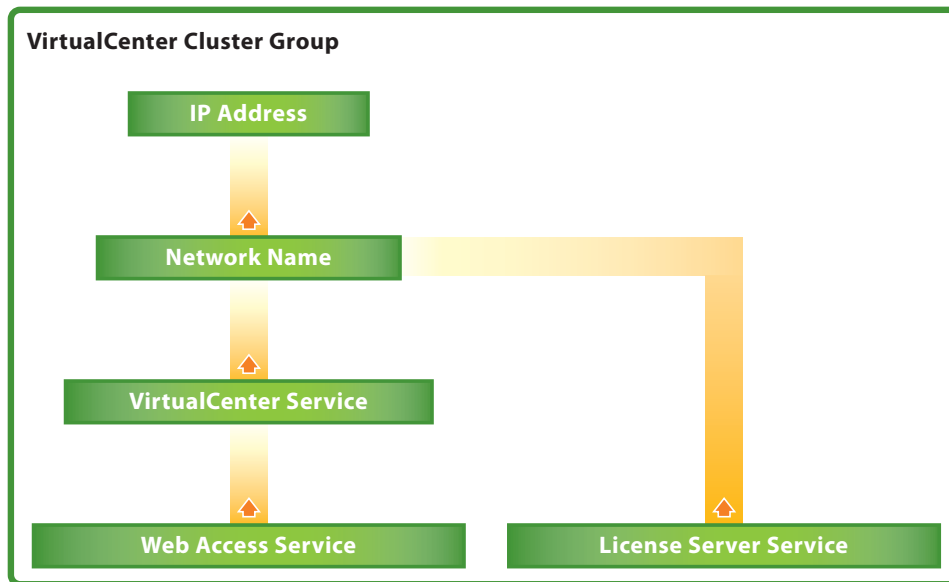 VirtualCenter Cluster Group
IP Address
Network Name
VirtualCenter Service
Web Access Service
License Server Service